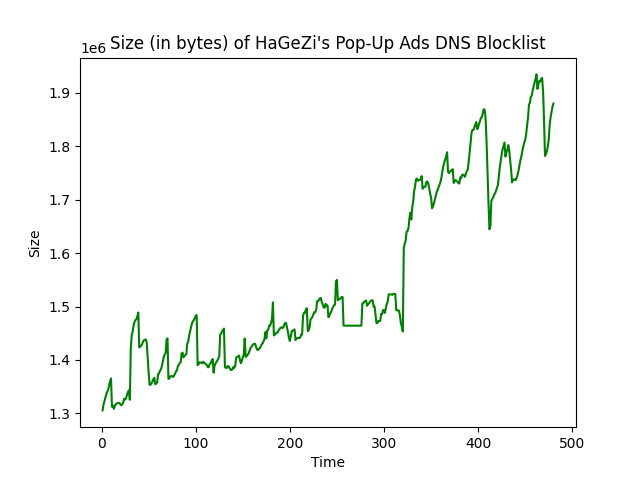 Size (in bytes) of HaGeZi's Pop-Up Ads DNS Blocklist
1e6
1.9
1.8
1.7
1.6
1.5
1.4
1.3
Size
0 100 200 300 400 500
Time